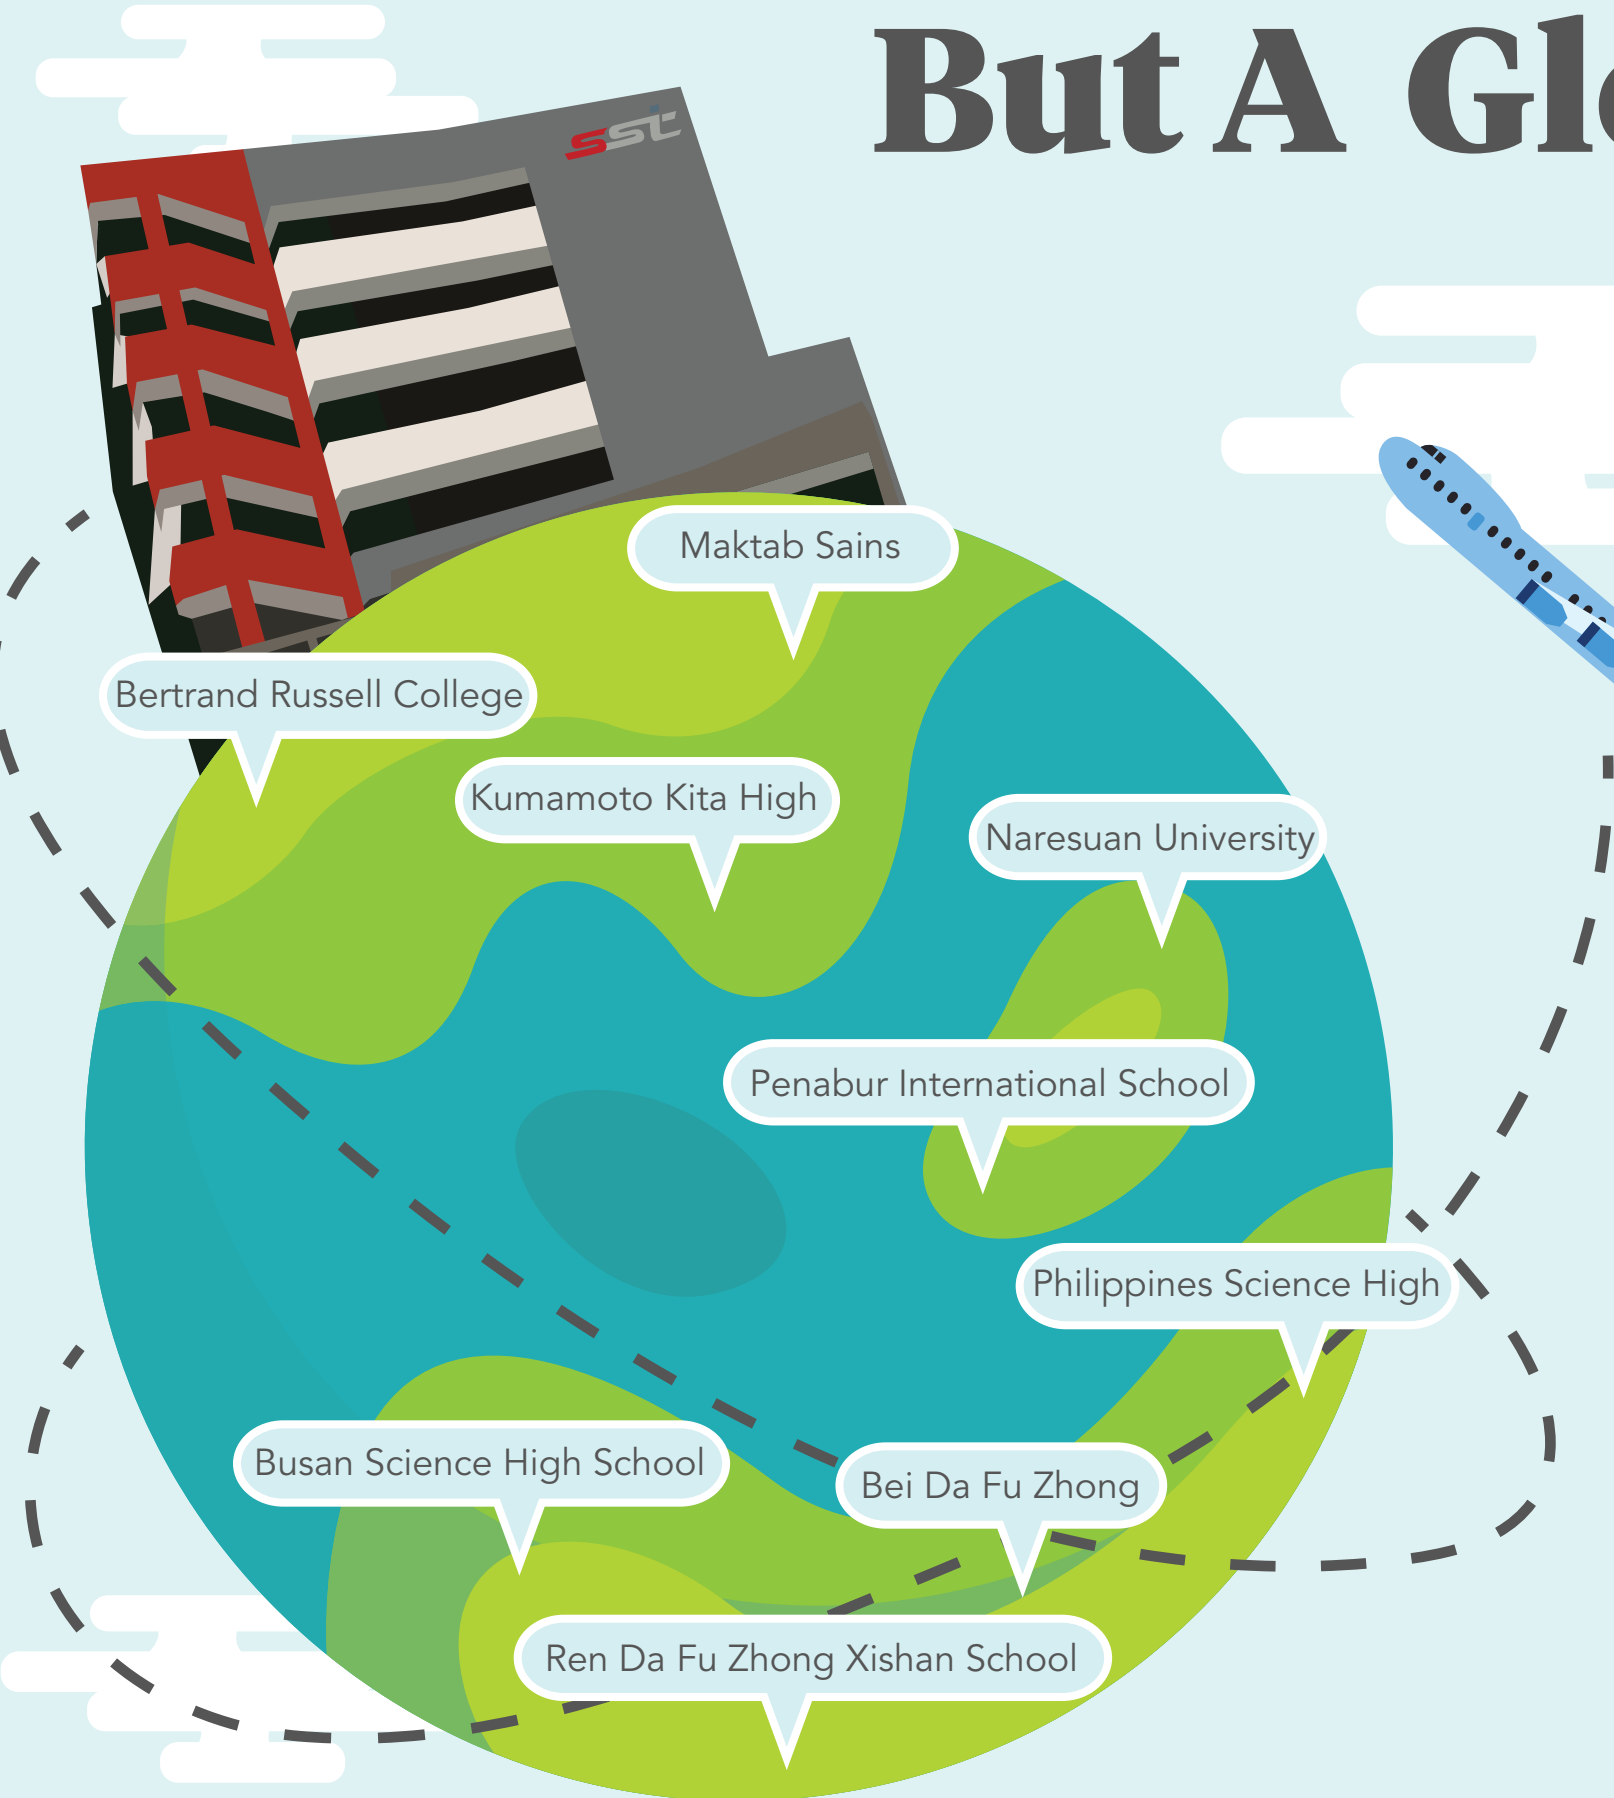 But A Glo
sst
Maktab Sains
Bertrand Russell College
Kumamoto Kita High
Naresuan University
Penabur International School
Philippines Science High
Busan Science High School
Bei Da Fu Zhong
Ren Da Fu Zhong Xishan School